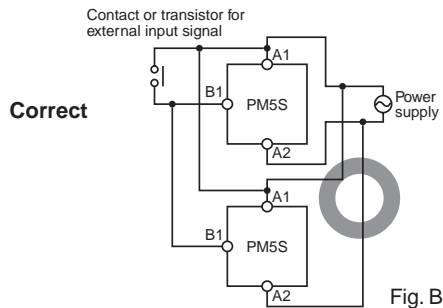 Contact or transistor for
external input signal
A1
B1
PM5S
Power
supply
Correct
A2
A1
B1
PM5S
A2
Fig. B